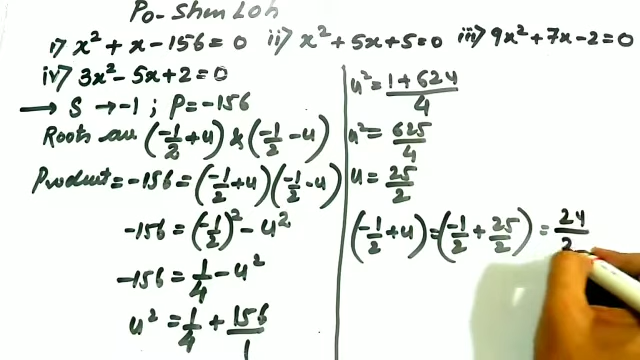 Po-Shen Loh
i) x² + x - 156 = 0 ii) x² + 5x + 5 = 0 iii) 9x² + 7x - 2 = 0
iv) 3x² - 5x + 2 = 0
→ S → -1 ; P = -156
Roots are (-1/2 + u) & (-1/2 - u)
Product = -156 = (-1/2 + u)(-1/2 - u)
-156 = (-1/2)² - u²
-156 = 1/4 - u²
u² = 1/4 + 156/1
u² = 1 + 624/4
u² = 625/4
u = 25/2
(-1/2 + u) = (-1/2 + 25/2) = 24/2